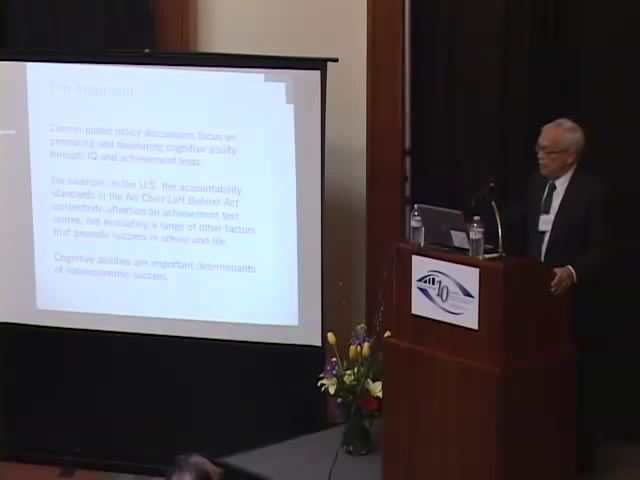 The Argument
Current public policy discussions focus on
promoting and measuring cognitive ability
through IQ and achievement tests.
For example, in the U.S. the accountability
standards in the No Child Left Behind Act
concentrate attention on achievement test
scores, not evaluating a range of other factors
that promote success in school and life.
Cognitive abilities are important determinants
of socioeconomic success.
10